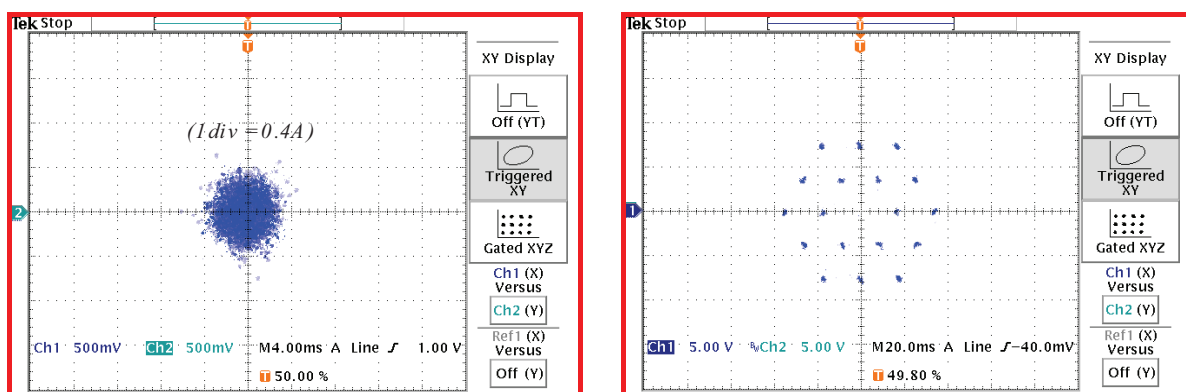 Tek Stop
T
T
XY Display
Off (YT)
(1div = 0.4A)
Triggered
XY
2
Gated XYZ
Ch1 (X)
Versus
Ch2 (Y)
Ref1 (X)
Versus
Off (Y)
Ch1 500mV Ch2 500mV M4.00ms A Line ʃ 1.00 V
T 50.00 %
Tek Stop
T
T
XY Display
Off (YT)
Triggered
XY
1
Gated XYZ
Ch1 (X)
Versus
Ch2 (Y)
Ref1 (X)
Versus
Off (Y)
Ch1 5.00 V BwCh2 5.00 V M20.0ms A Line ʃ-40.0mV
T 49.80 %